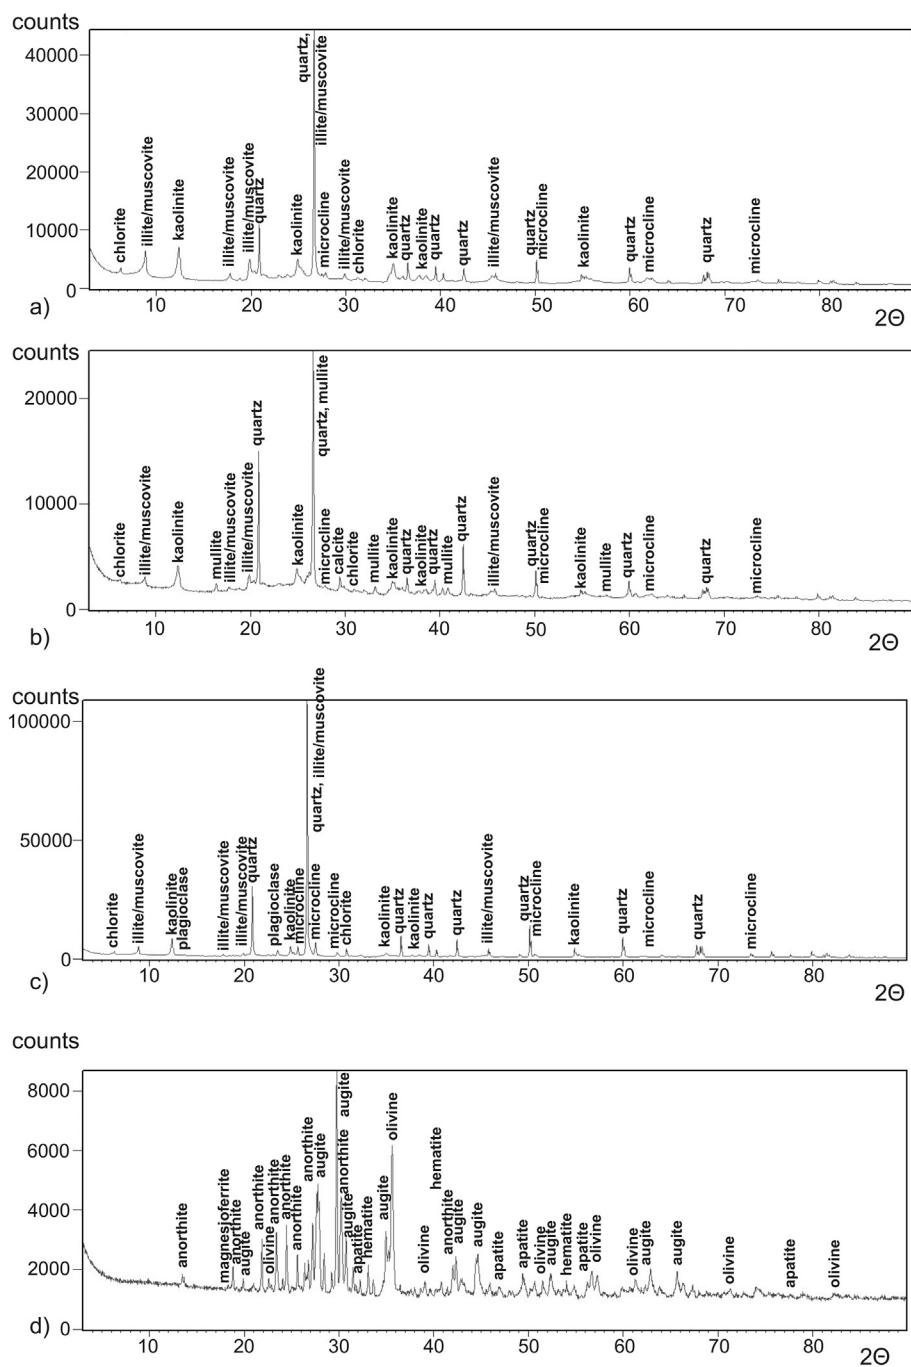 counts
40000
30000
20000
10000
0
chlorite
illite/muscovite
kaolinite
illite/muscovite
illite/muscovite
quartz
kaolinite
quartz,
illite/muscovite
microcline
illite/muscovite
chlorite
kaolinite
quartz
kaolinite
quartz
quartz
illite/muscovite
quartz
microcline
kaolinite
quartz
microcline
quartz
microcline
10 20 30 40 50 60 70 80
a)
2Θ
counts
20000
10000
0
chlorite
illite/muscovite
kaolinite
mullite
illite/muscovite
illite/muscovite
quartz
kaolinite
quartz, mullite
microcline
calcite
chlorite
mullite
kaolinite
quartz
kaolinite
quartz
mullite
quartz
illite/muscovite
quartz
microcline
kaolinite
mullite
quartz
microcline
quartz
microcline
10 20 30 40 50 60 70 80
b)
2Θ
counts
100000
50000
0
chlorite
illite/muscovite
kaolinite
plagioclase
illite/muscovite
illite/muscovite
quartz
plagioclase
kaolinite
microcline
quartz, illite/muscovite
microcline
microcline
chlorite
kaolinite
quartz
kaolinite
quartz
quartz
illite/muscovite
quartz
microcline
kaolinite
quartz
microcline
quartz
microcline
10 20 30 40 50 60 70 80
c)
2Θ
counts
8000
6000
4000
2000
0
anorthite
magnesioferrite
anorthite
augite
anorthite
olivine
anorthite
anorthite
anorthite
anorthite
augite
augite
anorthite
augite
apatite
hematite
augite
olivine
olivine
hematite
anorthite
augite
augite
apatite
apatite
olivine
augite
hematite
apatite
olivine
olivine
augite
augite
olivine
apatite
olivine
10 20 30 40 50 60 70 80
d)
2Θ